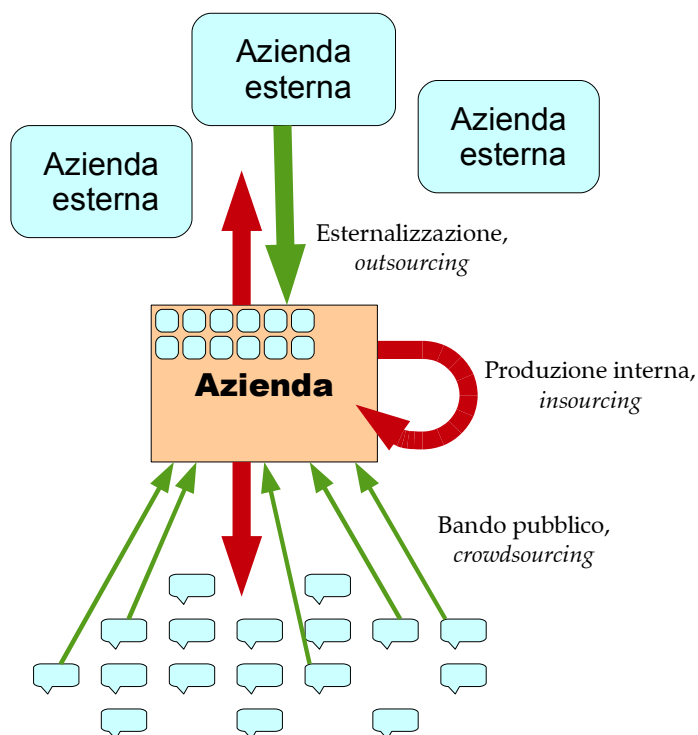 Azienda
esterna
Azienda
esterna
Azienda
esterna
Esternalizzazione,
outsourcing
Azienda
Produzione interna,
insourcing
Bando pubblico,
crowdsourcing